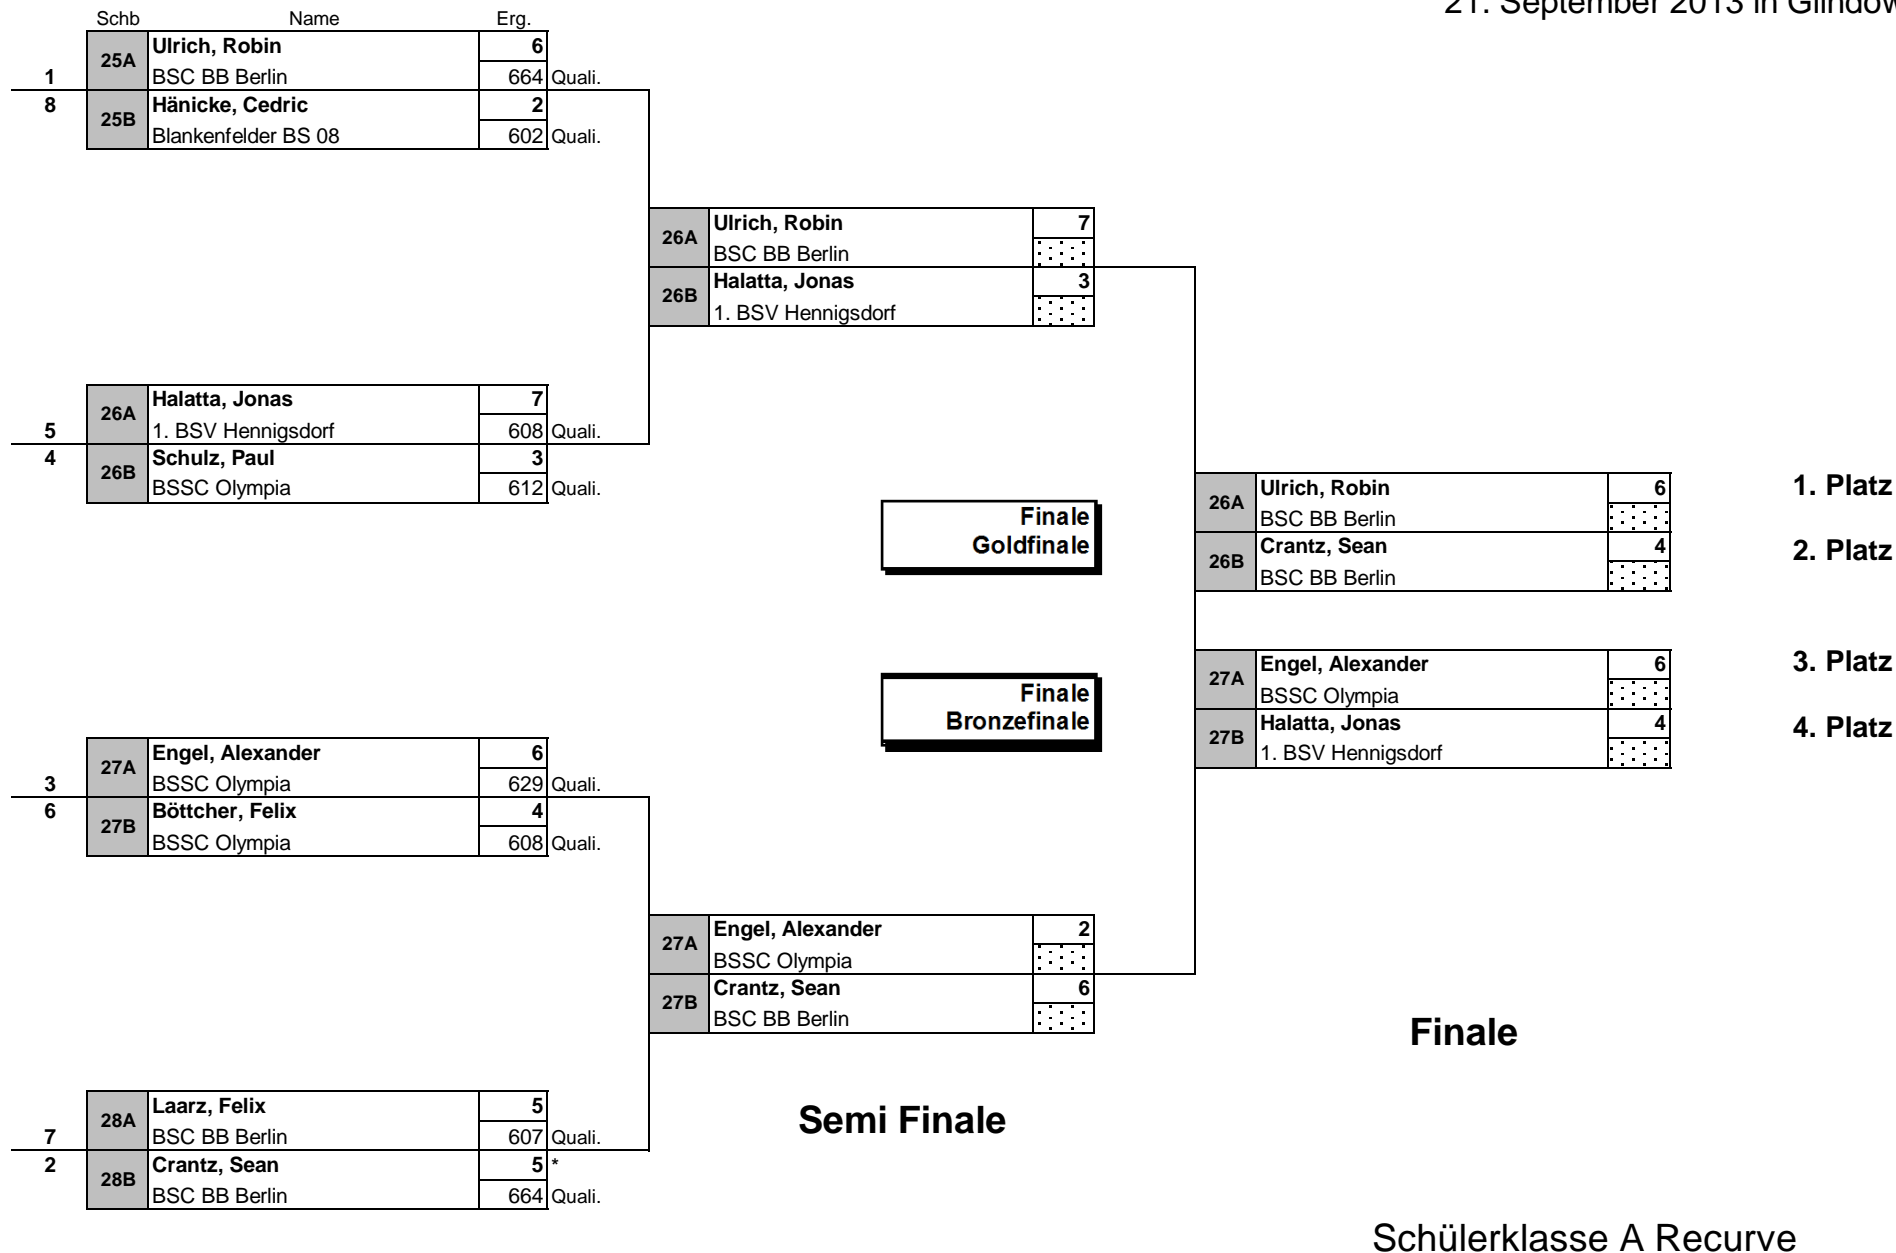 21. September 2013 in Glindow
Schb Name Erg.
25A Ulrich, Robin 6
1 BSC BB Berlin 664 Quali.
8 25B Hänicke, Cedric 2
Blankenfelder BS 08 602 Quali.
26A Ulrich, Robin 7
BSC BB Berlin
26B Halatta, Jonas 3
1. BSV Hennigsdorf
26A Halatta, Jonas 7
5 1. BSV Hennigsdorf 608 Quali.
4 26B Schulz, Paul 3
BSSC Olympia 612 Quali.
Finale
Goldfinale
26A Ulrich, Robin 6 1. Platz
BSC BB Berlin
26B Crantz, Sean 4 2. Platz
BSC BB Berlin
Finale
Bronzefinale
27A Engel, Alexander 6 3. Platz
BSSC Olympia
27B Halatta, Jonas 4 4. Platz
1. BSV Hennigsdorf
27A Engel, Alexander 6
3 BSSC Olympia 629 Quali.
6 27B Böttcher, Felix 4
BSSC Olympia 608 Quali.
27A Engel, Alexander 2
BSSC Olympia
27B Crantz, Sean 6
BSC BB Berlin
Finale
Semi Finale
28A Laarz, Felix 5
7 BSC BB Berlin 607 Quali.
2 28B Crantz, Sean 5 *
BSC BB Berlin 664 Quali.
Schülerklasse A Recurve